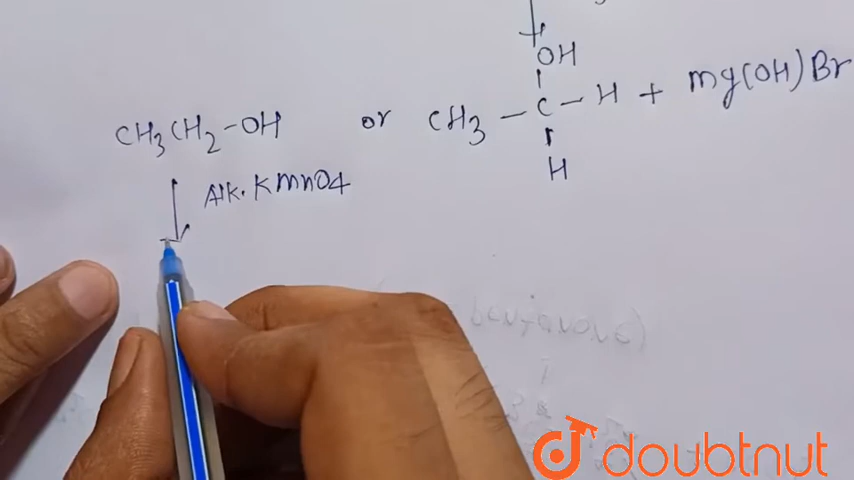 OH
CH3CH2-OH or CH3 - C - H + mg(OH)Br
H
Alk. KmnO4
doubtnut